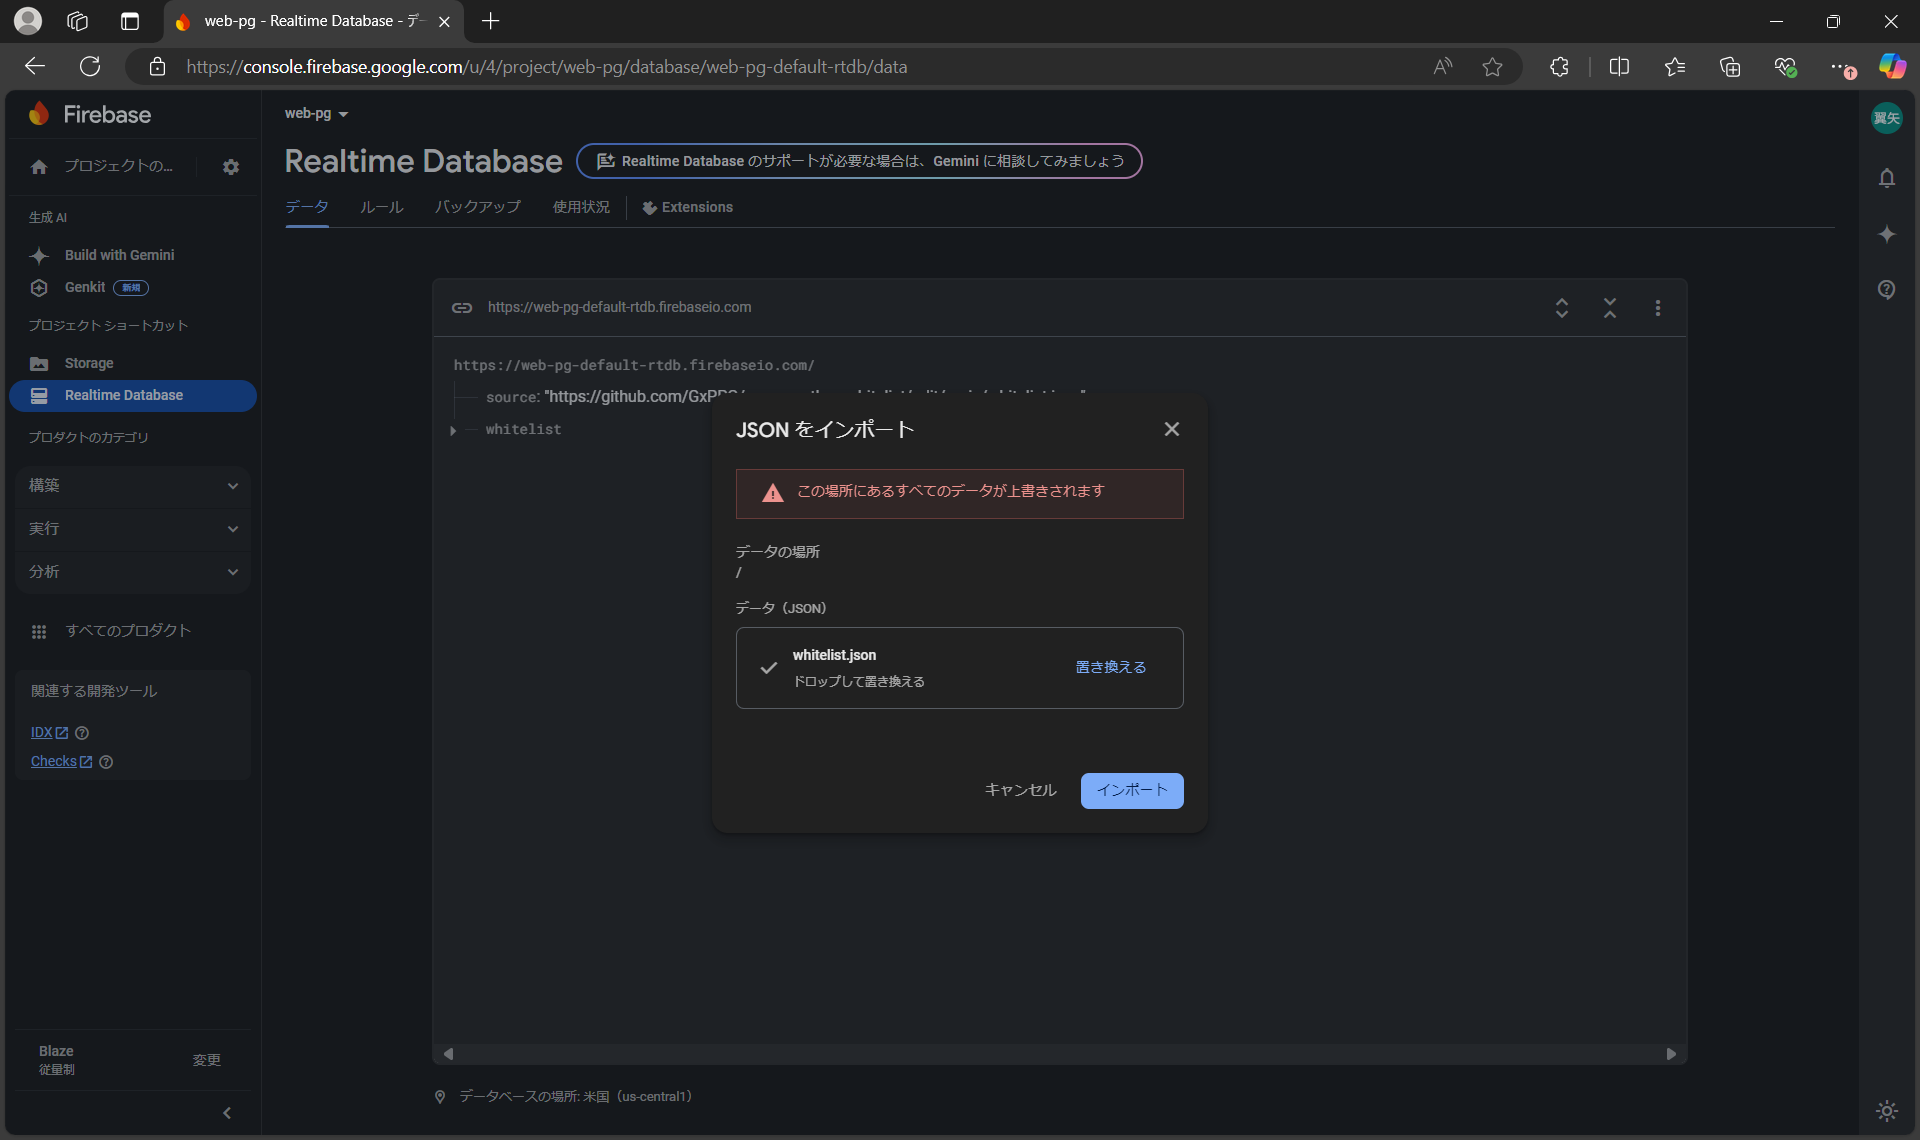 web-pg - Realtime Database - デ
https://console.firebase.google.com/u/4/project/web-pg/database/web-pg-default-rtdb/data
Firebase
プロジェクトの...
生成 AI
Build with Gemini
Genkit 新規
プロジェクト ショートカット
Storage
Realtime Database
プロダクトのカテゴリ
構築
実行
分析
すべてのプロダクト
関連する開発ツール
IDX
Checks
Blaze
従量制
変更
web-pg
Realtime Database
Realtime Database のサポートが必要な場合は、Gemini に相談してみましょう
データ
ルール
バックアップ
使用状況
Extensions
翼矢
https://web-pg-default-rtdb.firebaseio.com
https://web-pg-default-rtdb.firebaseio.com/
source: "https://github.com/
whitelist
JSON をインポート
この場所にあるすべてのデータが上書きされます
データの場所
/
データ（JSON）
whitelist.json
ドロップして置き換える
置き換える
キャンセル
インポート
データベースの場所: 米国（us-central1）